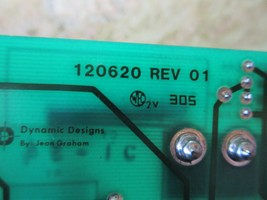 120620 REV 01
2V 305
Dynamic Designs
By: Jean Graham